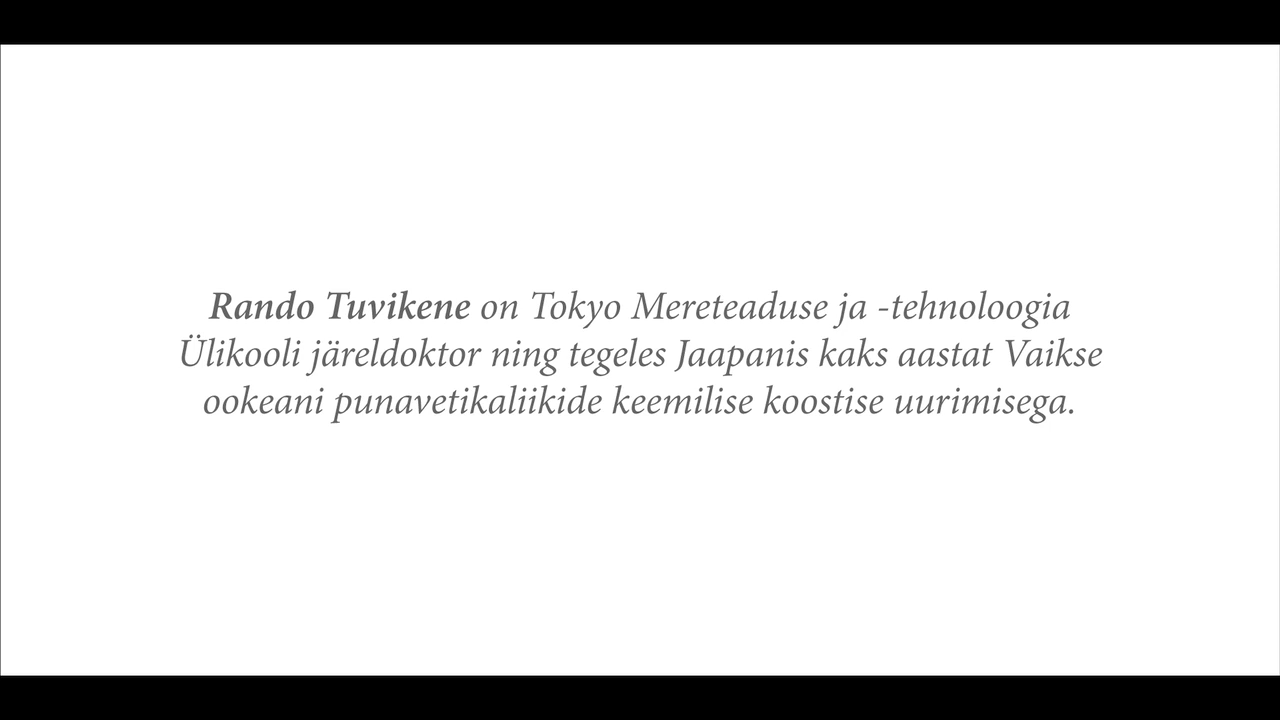 Rando Tuvikene on Tokyo Mereteaduse ja -tehnoloogia
Ülikooli järeldoktor ning tegeles Jaapanis kaks aastat Vaikse
ookeani punavetikaliikide keemilise koostise uurimisega.